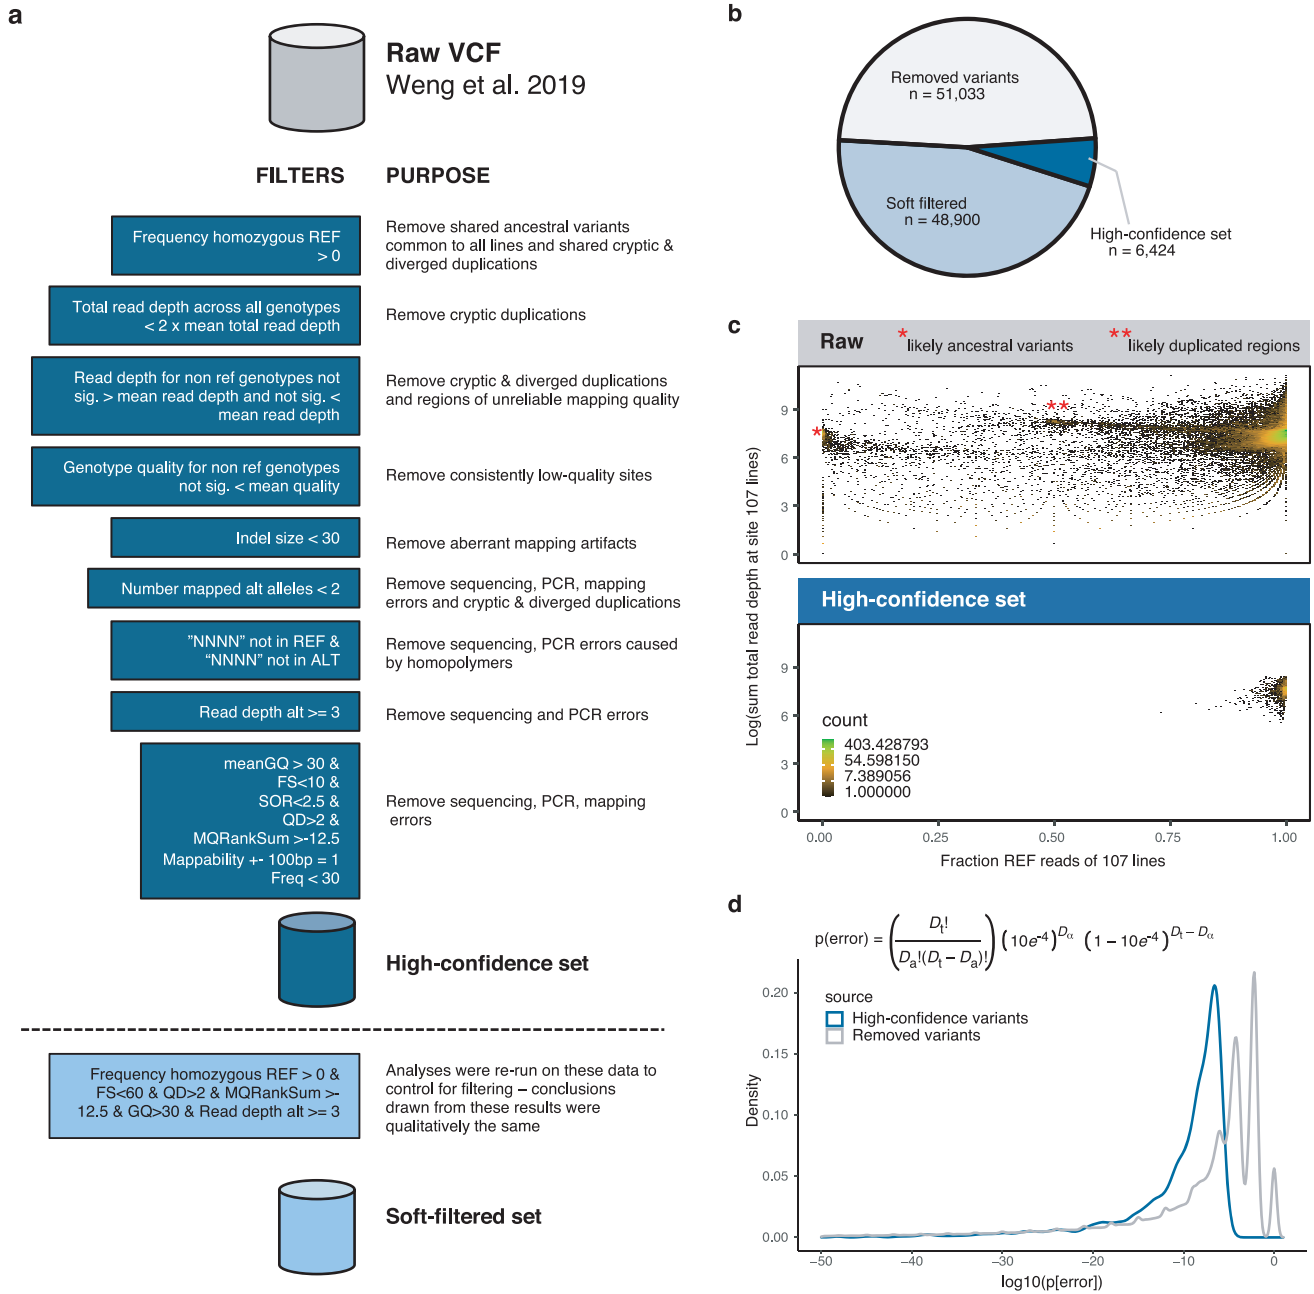 a
Raw VCF
Weng et al. 2019
FILTERS
PURPOSE
Frequency homozygous REF
> 0
Remove shared ancestral variants
common to all lines and shared cryptic &
diverged duplications
Total read depth across all genotypes
< 2 x mean total read depth
Remove cryptic duplications
Read depth for non ref genotypes not
sig. > mean read depth and not sig. <
mean read depth
Remove cryptic & diverged duplications
and regions of unreliable mapping quality
Genotype quality for non ref genotypes
not sig. < mean quality
Remove consistently low-quality sites
Indel size < 30
Remove aberrant mapping artifacts
Number mapped alt alleles < 2
Remove sequencing, PCR, mapping
errors and cryptic & diverged duplications
”NNNN” not in REF &
“NNNN” not in ALT
Remove sequencing, PCR errors caused
by homopolymers
Read depth alt >= 3
Remove sequencing and PCR errors
meanGQ > 30 &
FS<10 &
SOR<2.5 &
QD>2 &
MQRankSum >-12.5
Mappability +- 100bp = 1
Freq < 30
Remove sequencing, PCR, mapping
errors
High-confidence set
Frequency homozygous REF > 0 &
FS<60 & QD>2 & MQRankSum >-
12.5 & GQ>30 & Read depth alt >= 3
Analyses were re-run on these data to
control for filtering – conclusions
drawn from these results were
qualitatively the same
Soft-filtered set
b
Removed variants
n = 51,033
Soft filtered
n = 48,900
High-confidence set
n = 6,424
c
Raw
*likely ancestral variants
**likely duplicated regions
*
**
9
6
3
0
High-confidence set
9
6
3
0
Log(sum total read depth at site 107 lines)
count
403.428793
54.598150
7.389056
1.000000
0.00
0.25
0.50
0.75
1.00
Fraction REF reads of 107 lines
d
p(error) = (Dt! / Da!(Dt – Da)!) (10e-4)^Dα (1 – 10e-4)^Dt – Dα
source
High-confidence variants
Removed variants
0.20
0.15
0.10
0.05
0.00
Density
−50
−40
−30
−20
−10
0
log10(p[error])